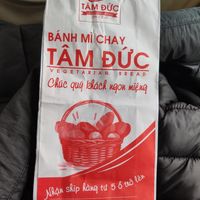 TÂM ĐỨC
BÁNH MÌ CHAY
TÂM ĐỨC
VEGETARIAN BREAD
Chúc quý khách ngon miệng
Nhận ship hàng từ 5 ổ trở lên